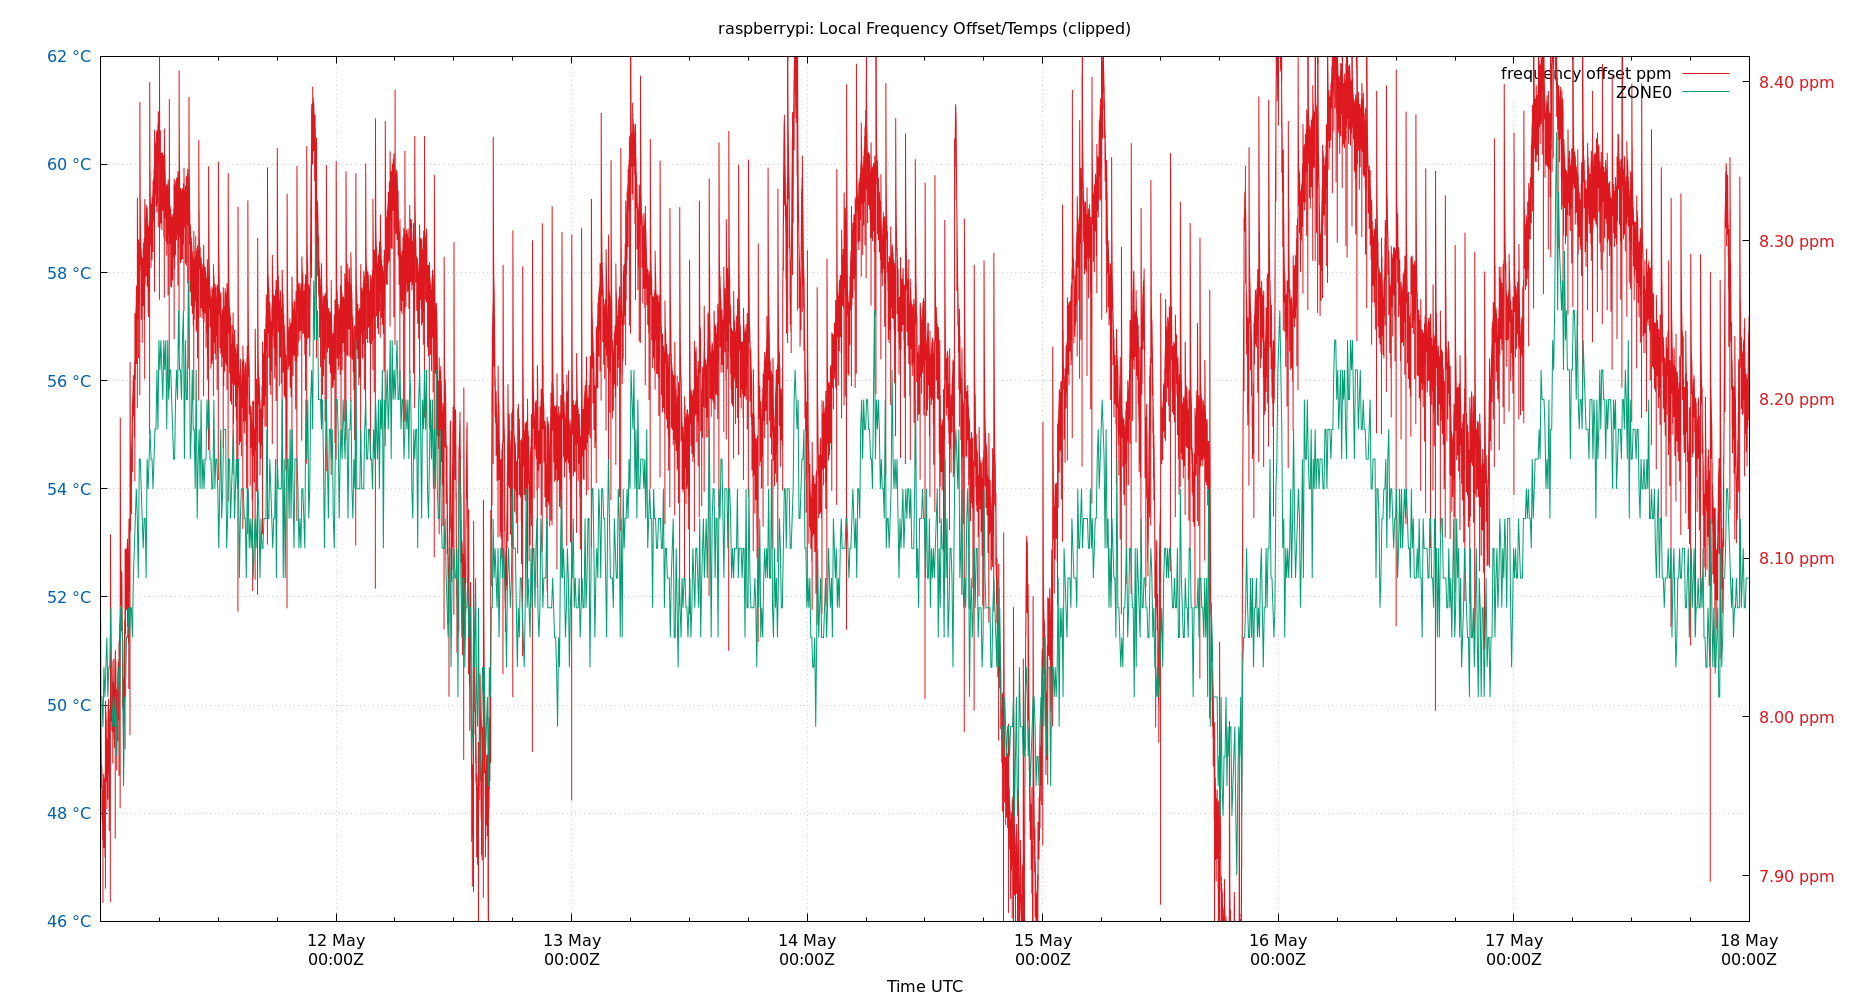 raspberrypi: Local Frequency Offset/Temps (clipped)
62 °C
60 °C
58 °C
56 °C
54 °C
52 °C
50 °C
48 °C
46 °C
frequency offset ppm
ZONE0
8.40 ppm
8.30 ppm
8.20 ppm
8.10 ppm
8.00 ppm
7.90 ppm
12 May
00:00Z
13 May
00:00Z
14 May
00:00Z
15 May
00:00Z
16 May
00:00Z
17 May
00:00Z
18 May
00:00Z
Time UTC